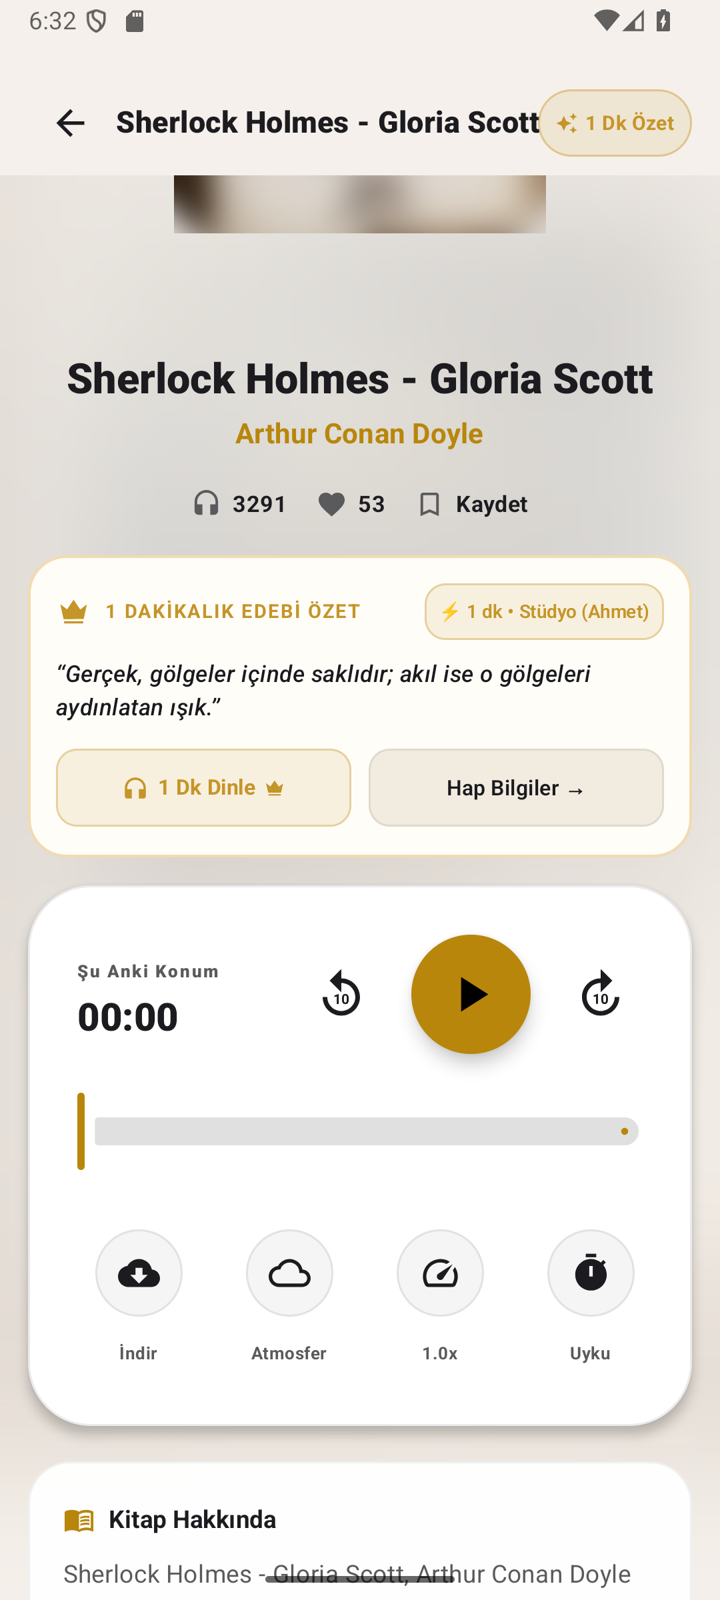 6:32
Sherlock Holmes - Gloria Scott
1 Dk Özet
Sherlock Holmes - Gloria Scott
Arthur Conan Doyle
3291 53 Kaydet
1 DAKİKALIK EDEBİ ÖZET
⚡ 1 dk • Stüdyo (Ahmet)
“Gerçek, gölgeler içinde saklıdır; akıl ise o gölgeleri
aydınlatan ışık.”
1 Dk Dinle
Hap Bilgiler →
Şu Anki Konum
00:00
10
10
İndir
Atmosfer
1.0x
Uyku
Kitap Hakkında
Sherlock Holmes - Gloria Scott, Arthur Conan Doyle